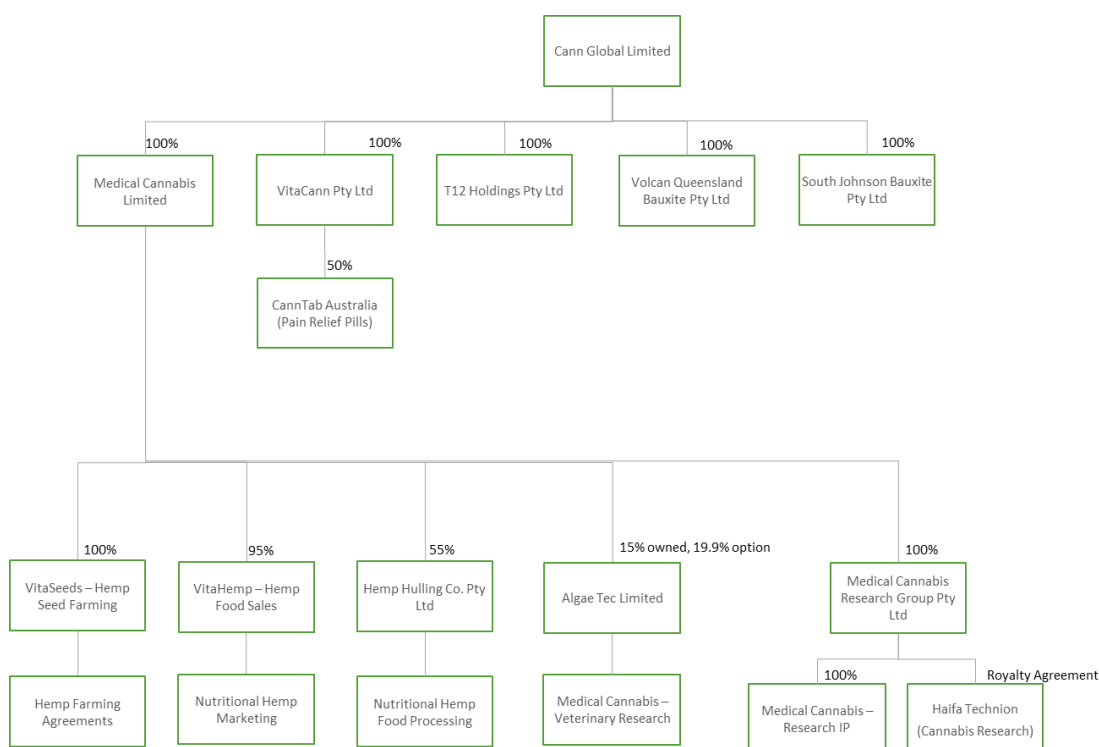 Cann Global Limited
100%
100%
100%
100%
100%
Medical Cannabis
Limited
VitaCann Pty Ltd
T12 Holdings Pty Ltd
Volcan Queensland
Bauxite Pty Ltd
South Johnson Bauxite
Pty Ltd
50%
CannTab Australia
(Pain Relief Pills)
100%
95%
55%
15% owned, 19.9% option
100%
VitaSeeds – Hemp
Seed Farming
VitaHemp – Hemp
Food Sales
Hemp Hulling Co. Pty
Ltd
Algae Tec Limited
Medical Cannabis
Research Group Pty
Ltd
100%
Royalty Agreement
Hemp Farming
Agreements
Nutritional Hemp
Marketing
Nutritional Hemp
Food Processing
Medical Cannabis –
Veterinary Research
Medical Cannabis –
Research IP
Haifa Technion
(Cannabis Research)